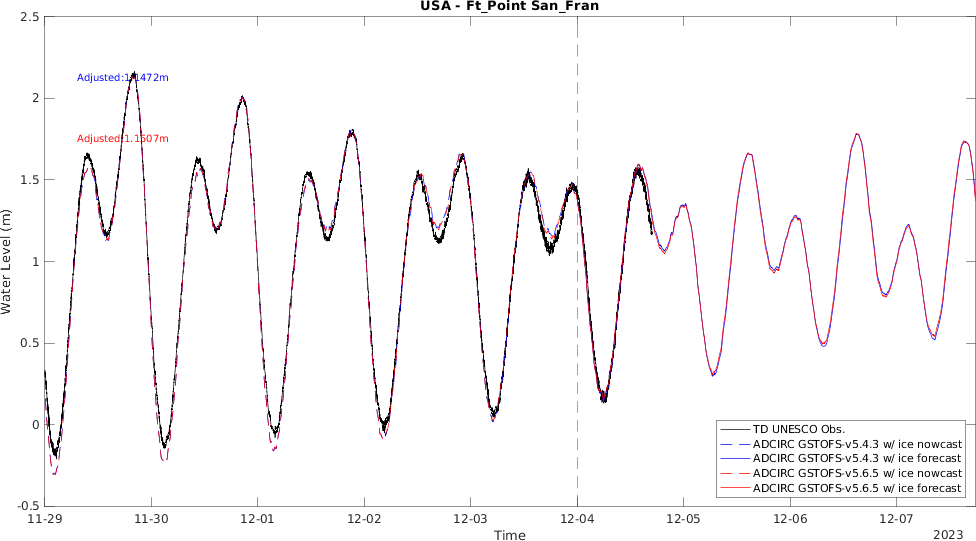 USA - Ft_Point San_Fran
2.5
2
1.5
1
0.5
0
-0.5
Water Level (m)
Adjusted:1.1472m
Adjusted:1.1507m
TD UNESCO Obs.
ADCIRC GSTOFS-v5.4.3 w/ ice nowcast
ADCIRC GSTOFS-v5.4.3 w/ ice forecast
ADCIRC GSTOFS-v5.6.5 w/ ice nowcast
ADCIRC GSTOFS-v5.6.5 w/ ice forecast
11-29 11-30 12-01 12-02 12-03 12-04 12-05 12-06 12-07
Time
2023